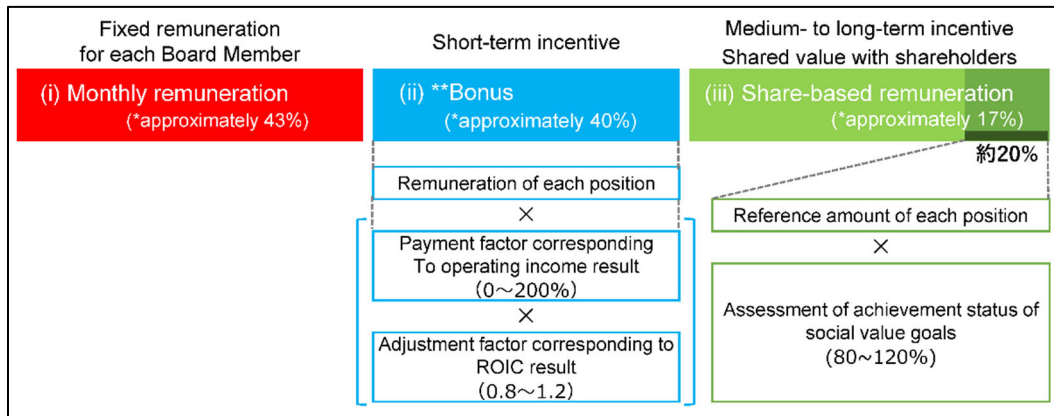 Fixed remuneration
for each Board Member
(i) Monthly remuneration
(*approximately 43%)
Short-term incentive
(ii) **Bonus
(*approximately 40%)
Remuneration of each position
×
Payment factor corresponding
To operating income result
(0～200%)
×
Adjustment factor corresponding to
ROIC result
(0.8～1.2)
Medium- to long-term incentive
Shared value with shareholders
(iii) Share-based remuneration
(*approximately 17%)
約20%
Reference amount of each position
×
Assessment of achievement status of
social value goals
(80~120%)